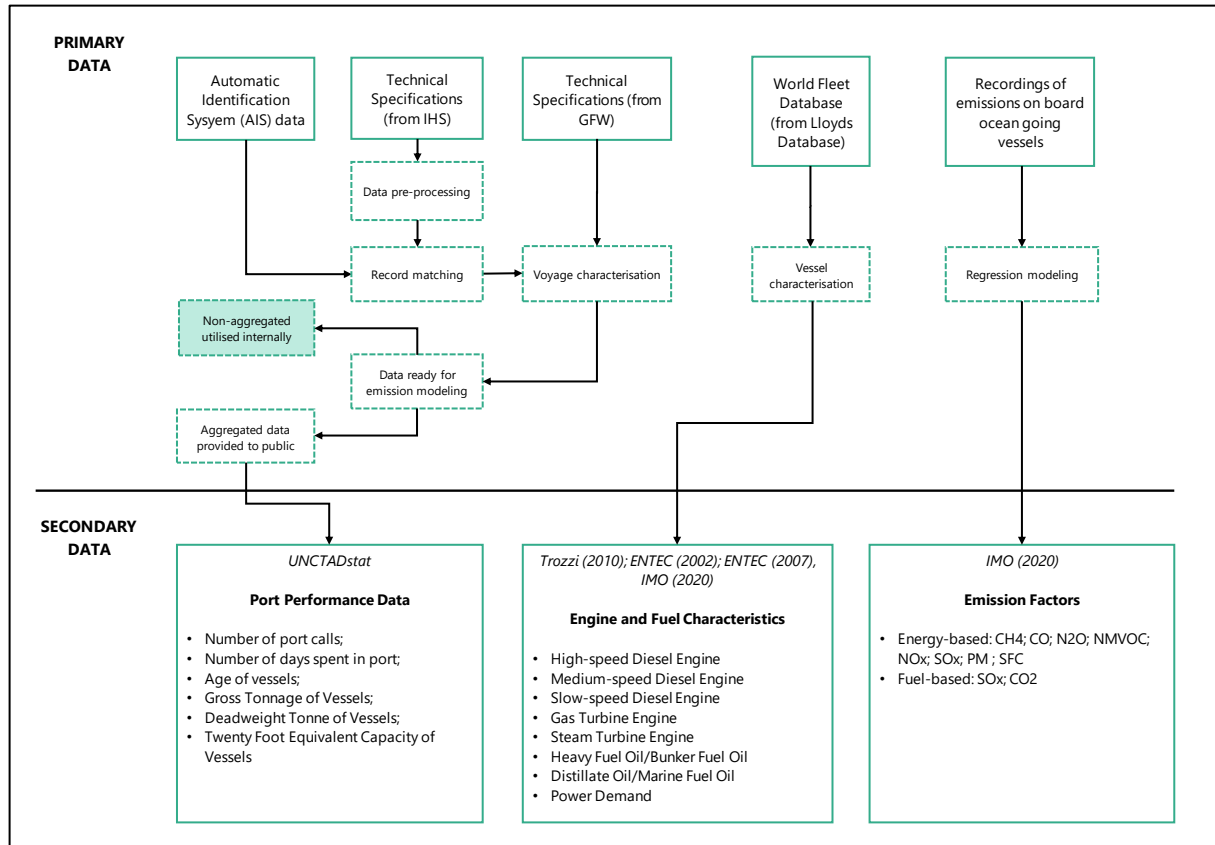 PRIMARY
DATA
Automatic
Identification
Sysyem (AIS) data
Technical
Specifications
(from IHS)
Technical
Specifications (from
GFW)
World Fleet
Database
(from Lloyds
Database)
Recordings of
emissions on board
ocean going
vessels
Data pre-processing
Record matching
Voyage characterisation
Vessel
characterisation
Regression modeling
Non-aggregated
utilised internally
Data ready for
emission modeling
Aggregated data
provided to public
SECONDARY
DATA
UNCTADstat
Port Performance Data
• Number of port calls;
• Number of days spent in port;
• Age of vessels;
• Gross Tonnage of Vessels;
• Deadweight Tonne of Vessels;
• Twenty Foot Equivalent Capacity of
Vessels
Trozzi (2010); ENTEC (2002); ENTEC (2007),
IMO (2020)
Engine and Fuel Characteristics
• High-speed Diesel Engine
• Medium-speed Diesel Engine
• Slow-speed Diesel Engine
• Gas Turbine Engine
• Steam Turbine Engine
• Heavy Fuel Oil/Bunker Fuel Oil
• Distillate Oil/Marine Fuel Oil
• Power Demand
IMO (2020)
Emission Factors
• Energy-based: CH4; CO; N2O; NMVOC;
NOx; SOx; PM ; SFC
• Fuel-based: SOx; CO2